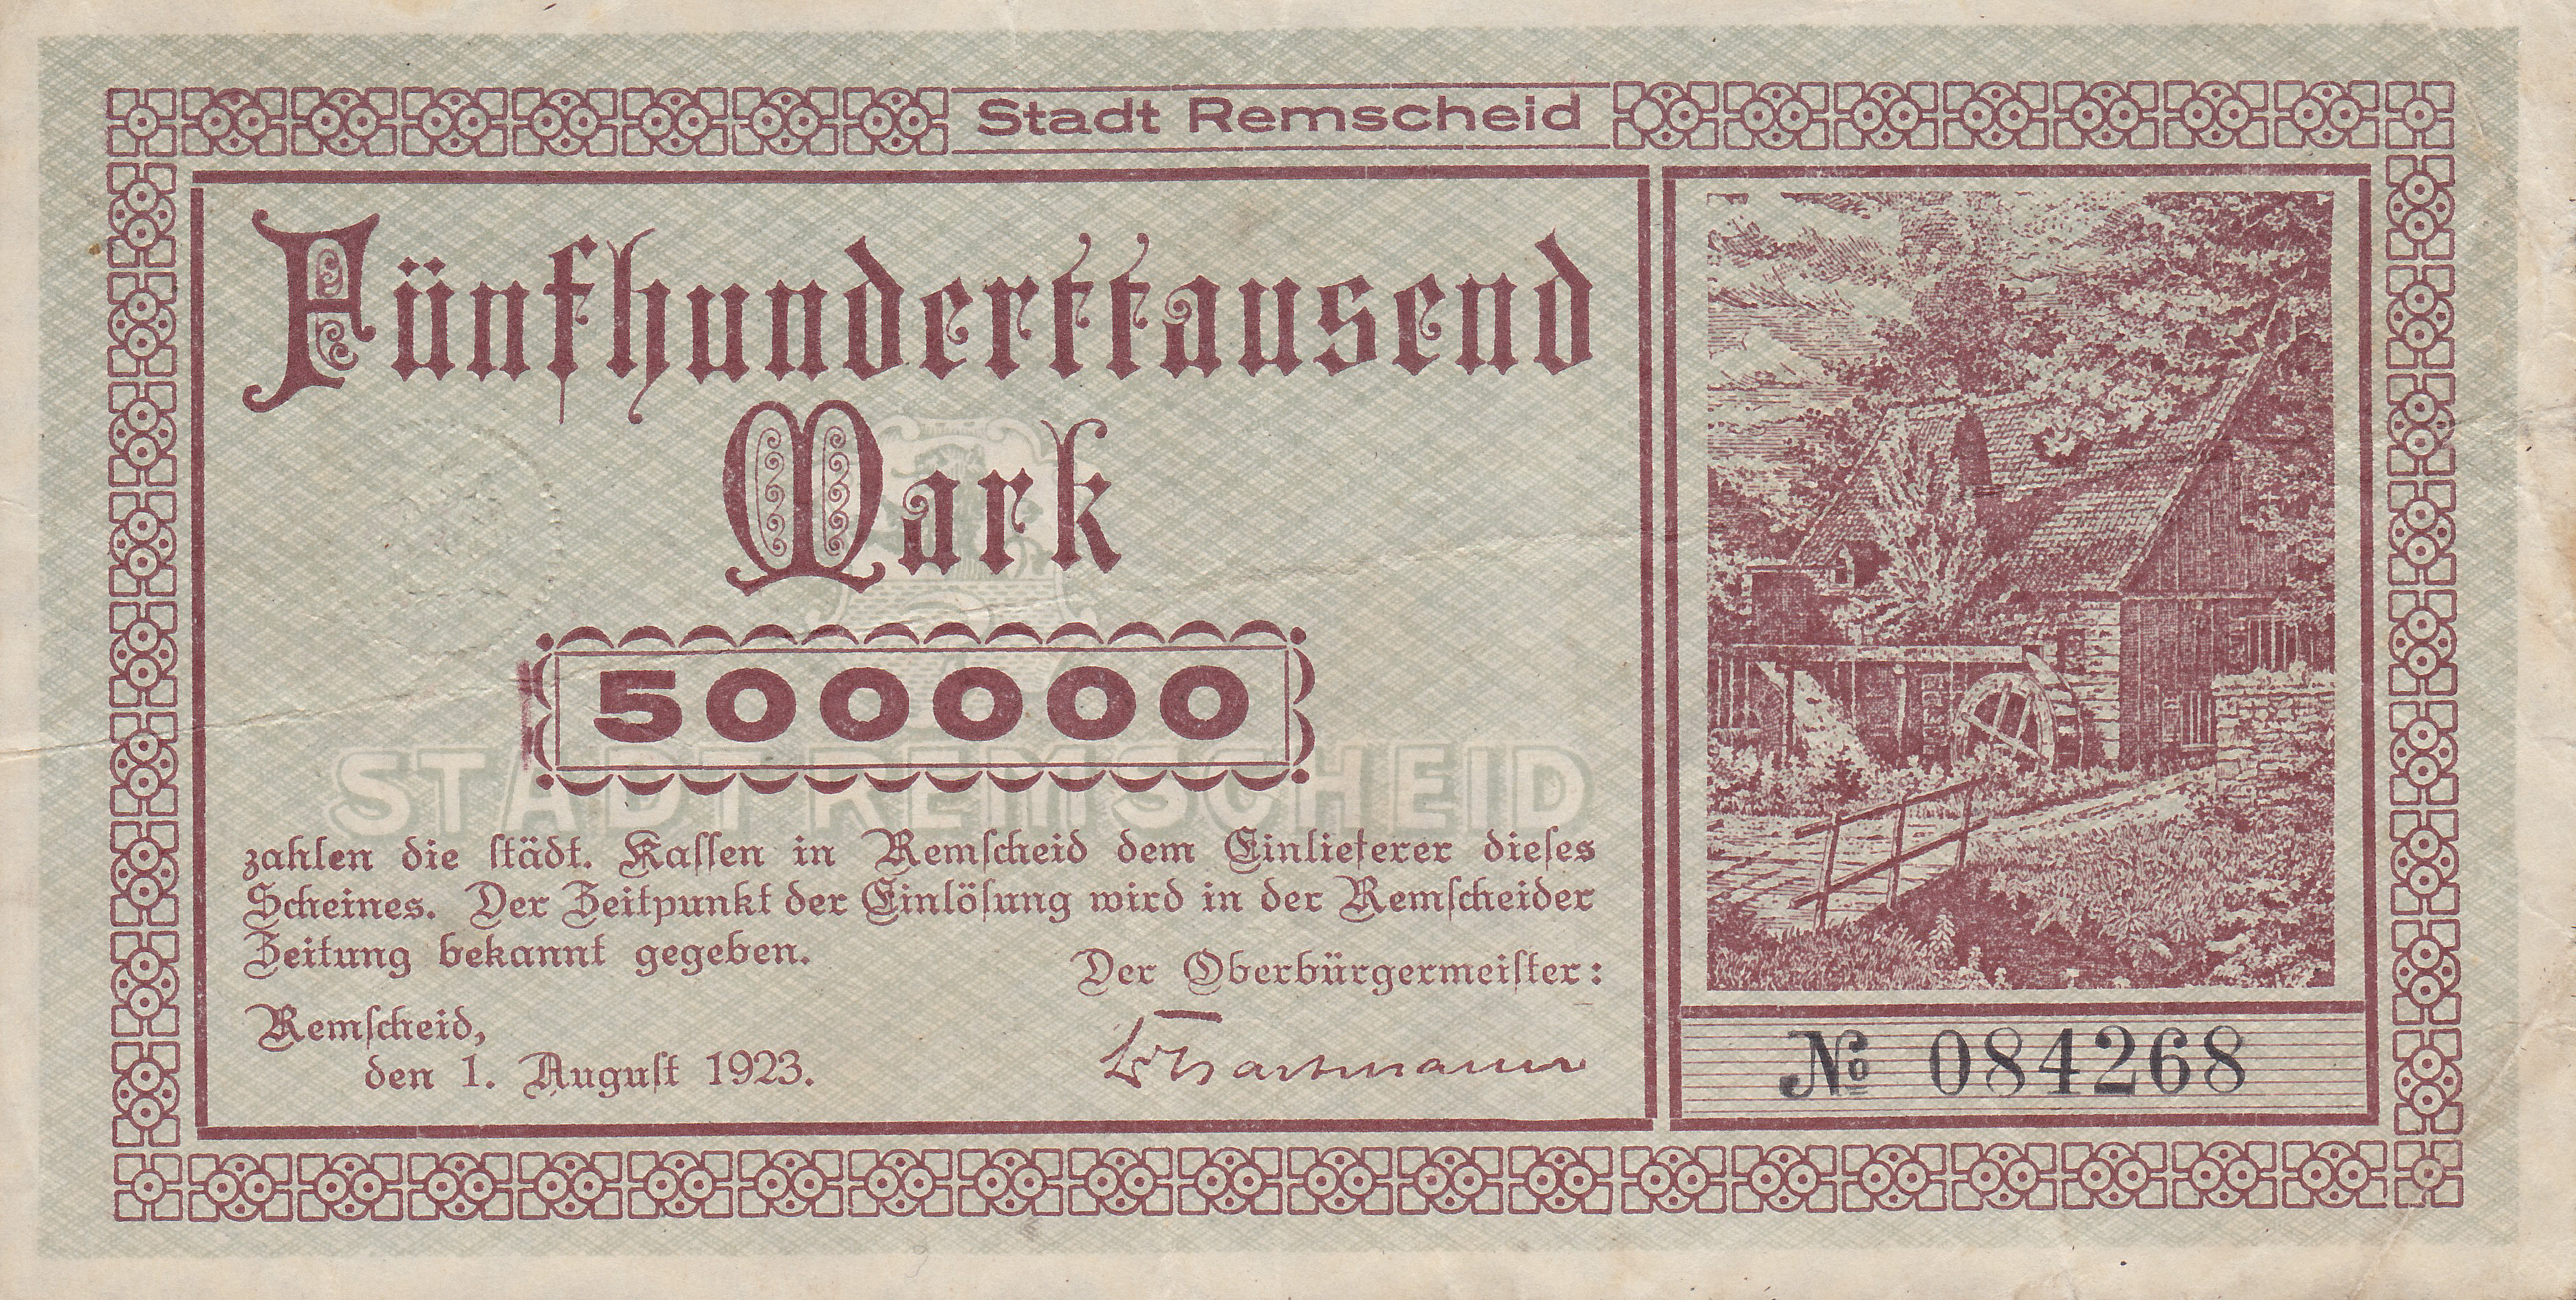 Stadt Remscheid
Fünfhunderttausend
Mark
500000
STADT REMSCHEID
zahlen die städt. Kassen in Remscheid dem Einlieferer dieses
Scheines. Der Zeitpunkt der Einlösung wird in der Remscheider
Zeitung bekannt gegeben.
Der Oberbürgermeister:
Remscheid,
den 1. August 1923.
Hartmann
№ 084268